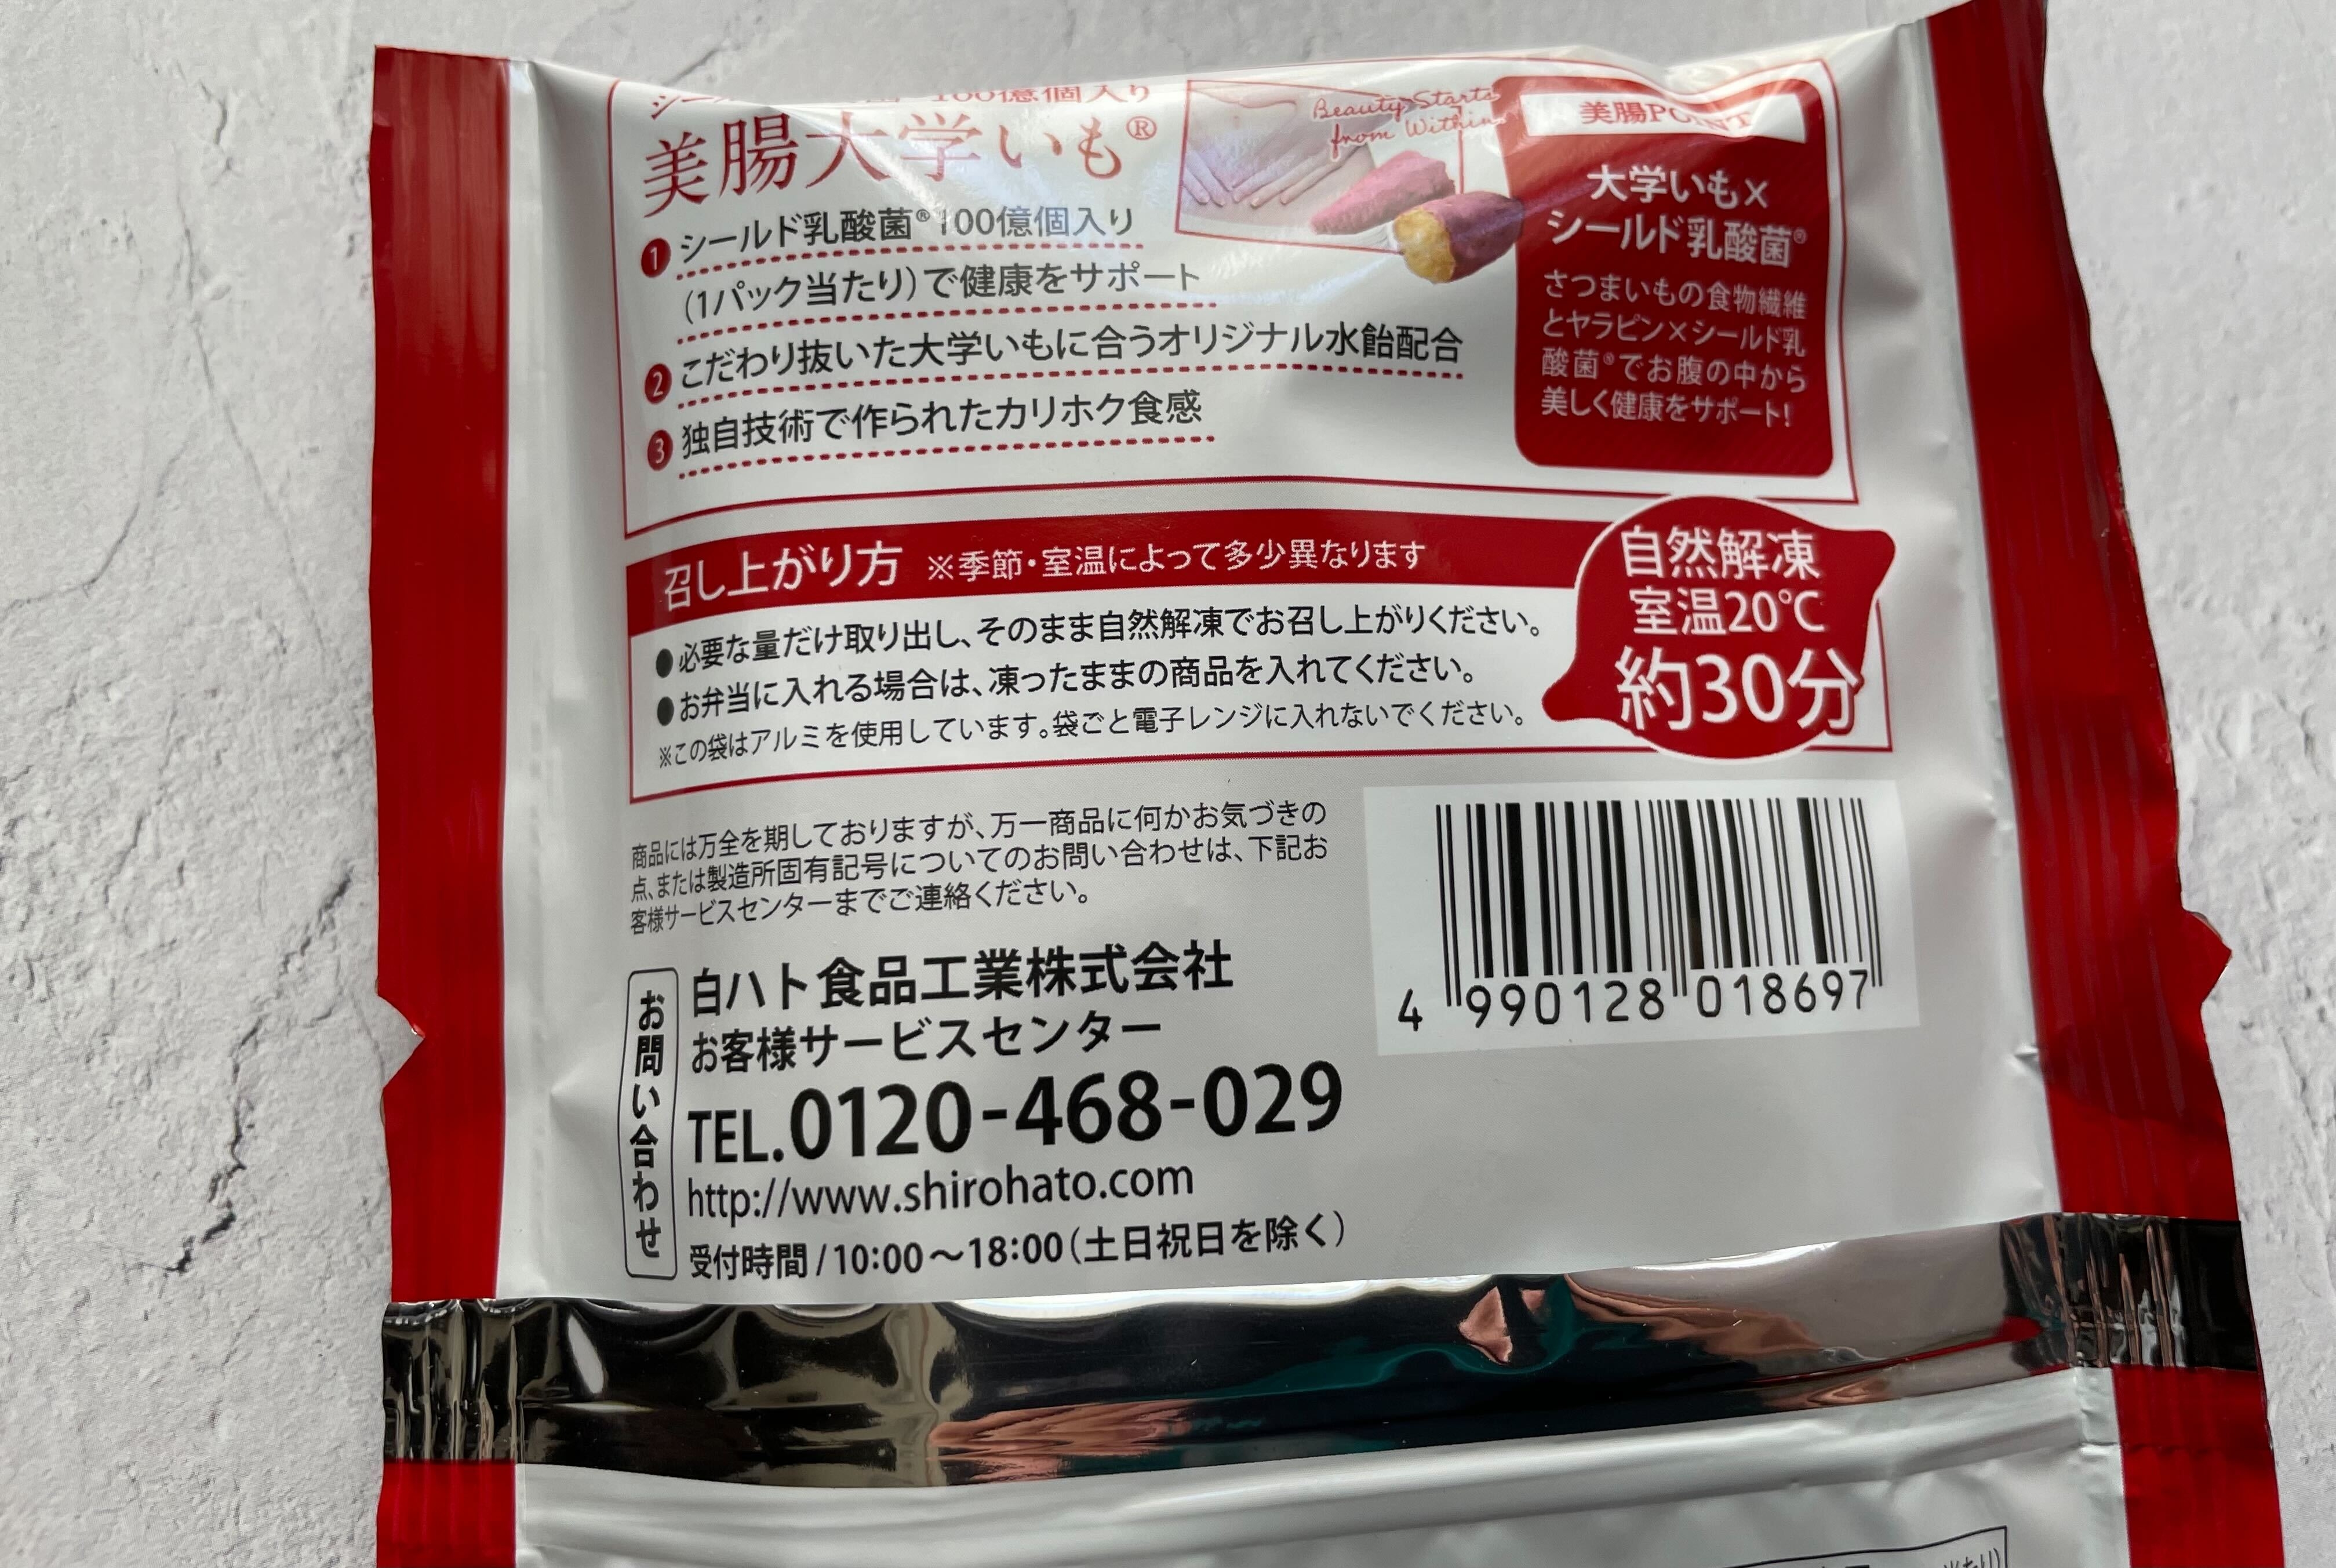 100億個入り
美腸大学いも®
Beauty Starts
from Within
美腸POINT
大学いも×
シールド乳酸菌®
さつまいもの食物繊維
とヤラピン×シールド乳
酸菌®でお腹の中から
美しく健康をサポート!
1 シールド乳酸菌®100億個入り
(1パック当たり)で健康をサポート
2 こだわり抜いた大学いもに合うオリジナル水飴配合
3 独自技術で作られたカリホク食感
召し上がり方 ※季節・室温によって多少異なります
●必要な量だけ取り出し、そのまま自然解凍でお召し上がりください。
●お弁当に入れる場合は、凍ったままの商品を入れてください。
※この袋はアルミを使用しています。袋ごと電子レンジに入れないでください。
自然解凍
室温20℃
約30分
商品には万全を期しておりますが、万一商品に何かお気づきの
点、または製造所固有記号についてのお問い合わせは、下記お
客様サービスセンターまでご連絡ください。
お問い合わせ
白ハト食品工業株式会社
お客様サービスセンター
TEL.0120-468-029
http://www.shirohato.com
受付時間/10:00〜18:00(土日祝日を除く)
4 990128 018697